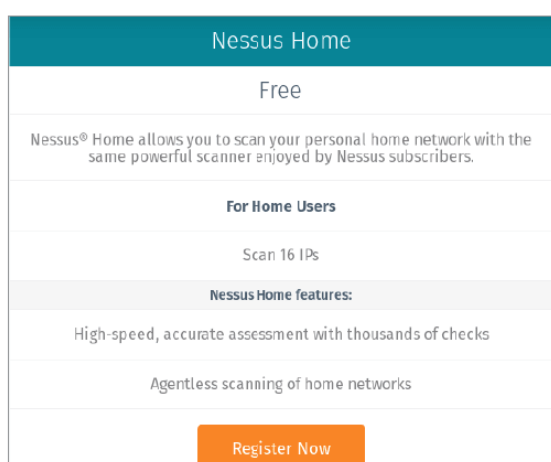 Nessus Home
Free
Nessus® Home allows you to scan your personal home network with the
same powerful scanner enjoyed by Nessus subscribers.
For Home Users
Scan 16 IPs
Nessus Home features:
High-speed, accurate assessment with thousands of checks
Agentless scanning of home networks
Register Now